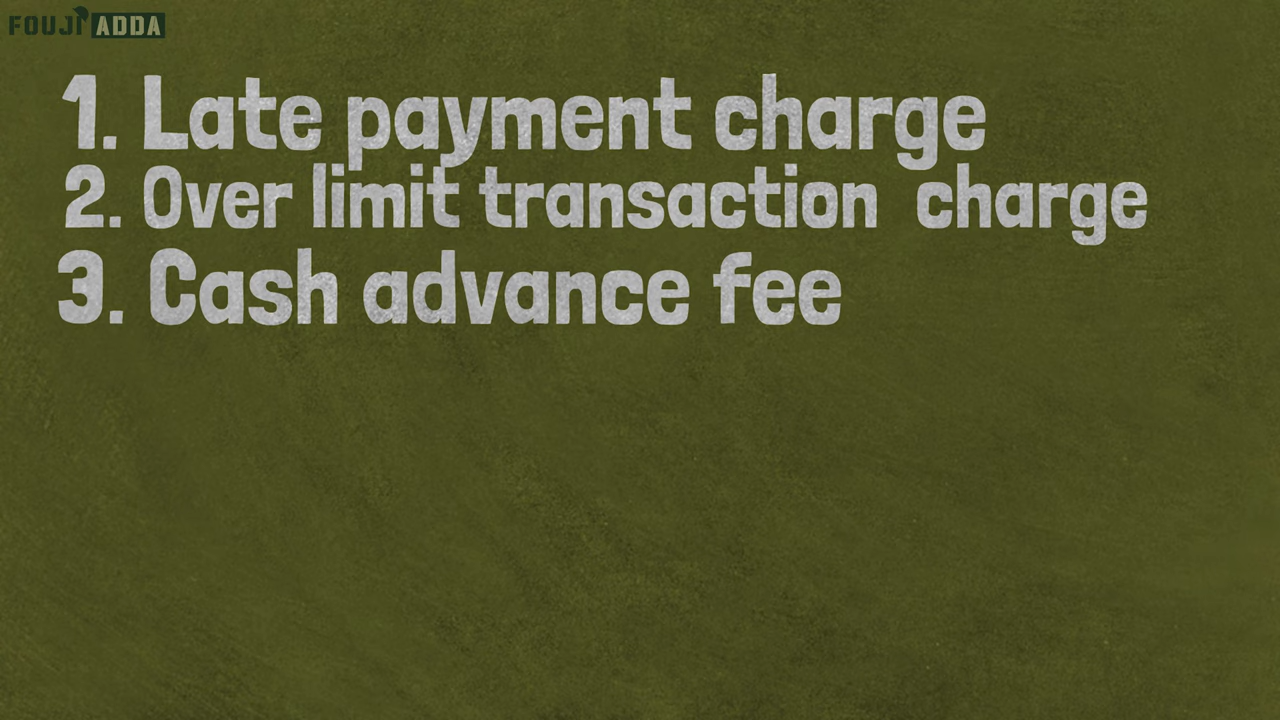 FOUJI ADDA
1. Late payment charge
2. Over limit transaction charge
3. Cash advance fee